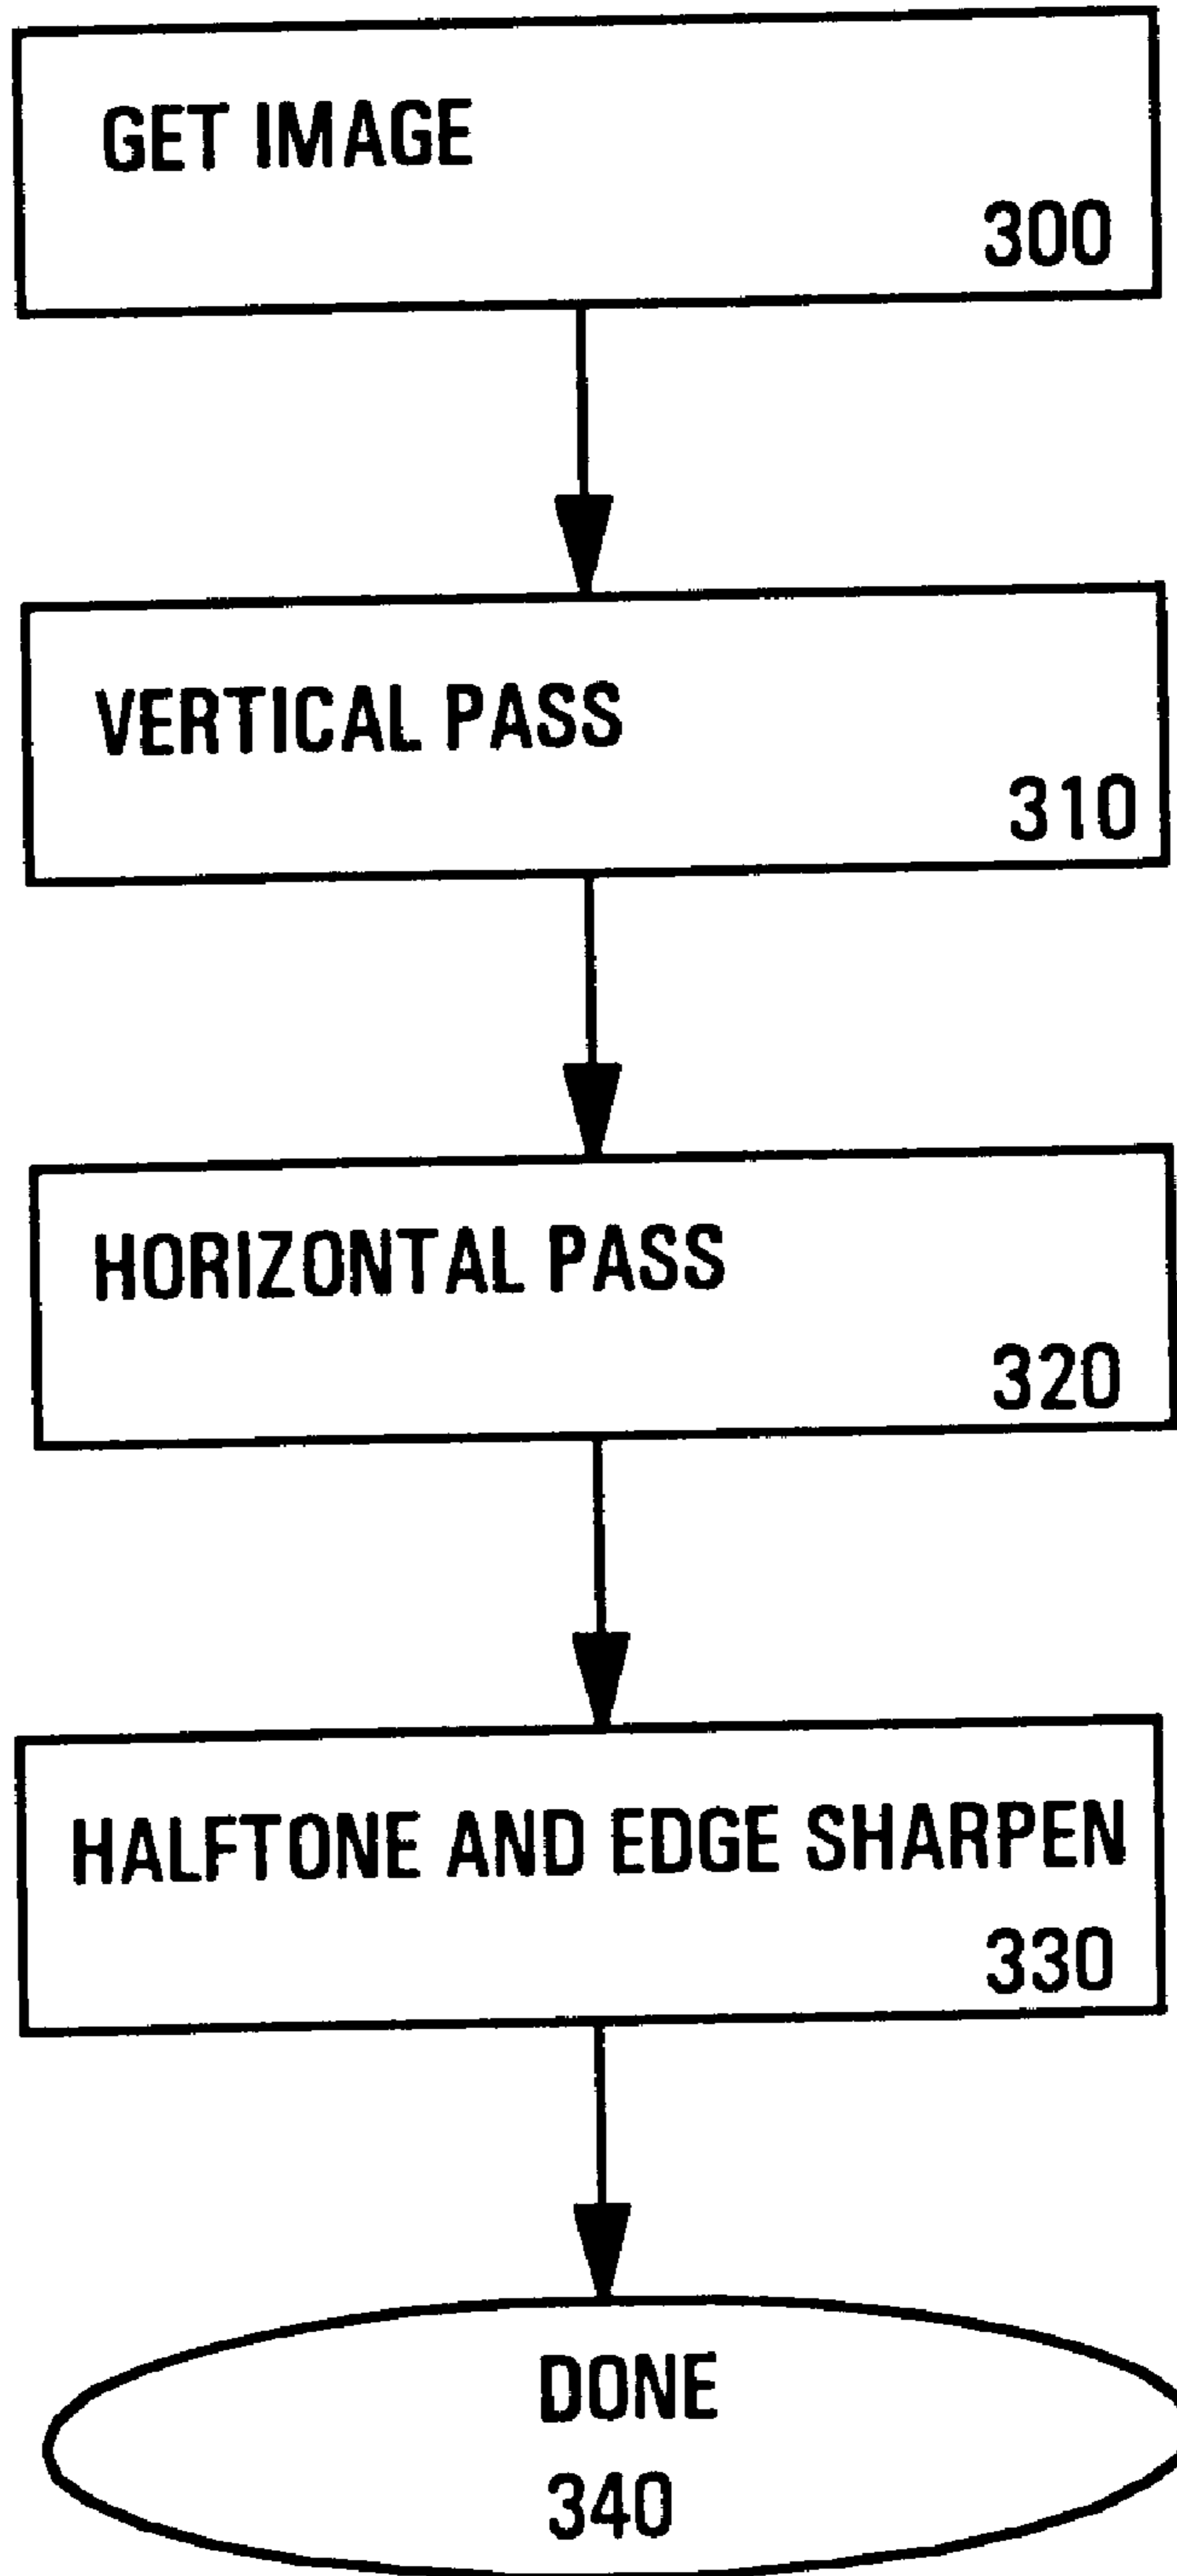 GET IMAGE
300
VERTICAL PASS
310
HORIZONTAL PASS
320
HALFTONE AND EDGE SHARPEN
330
DONE
340